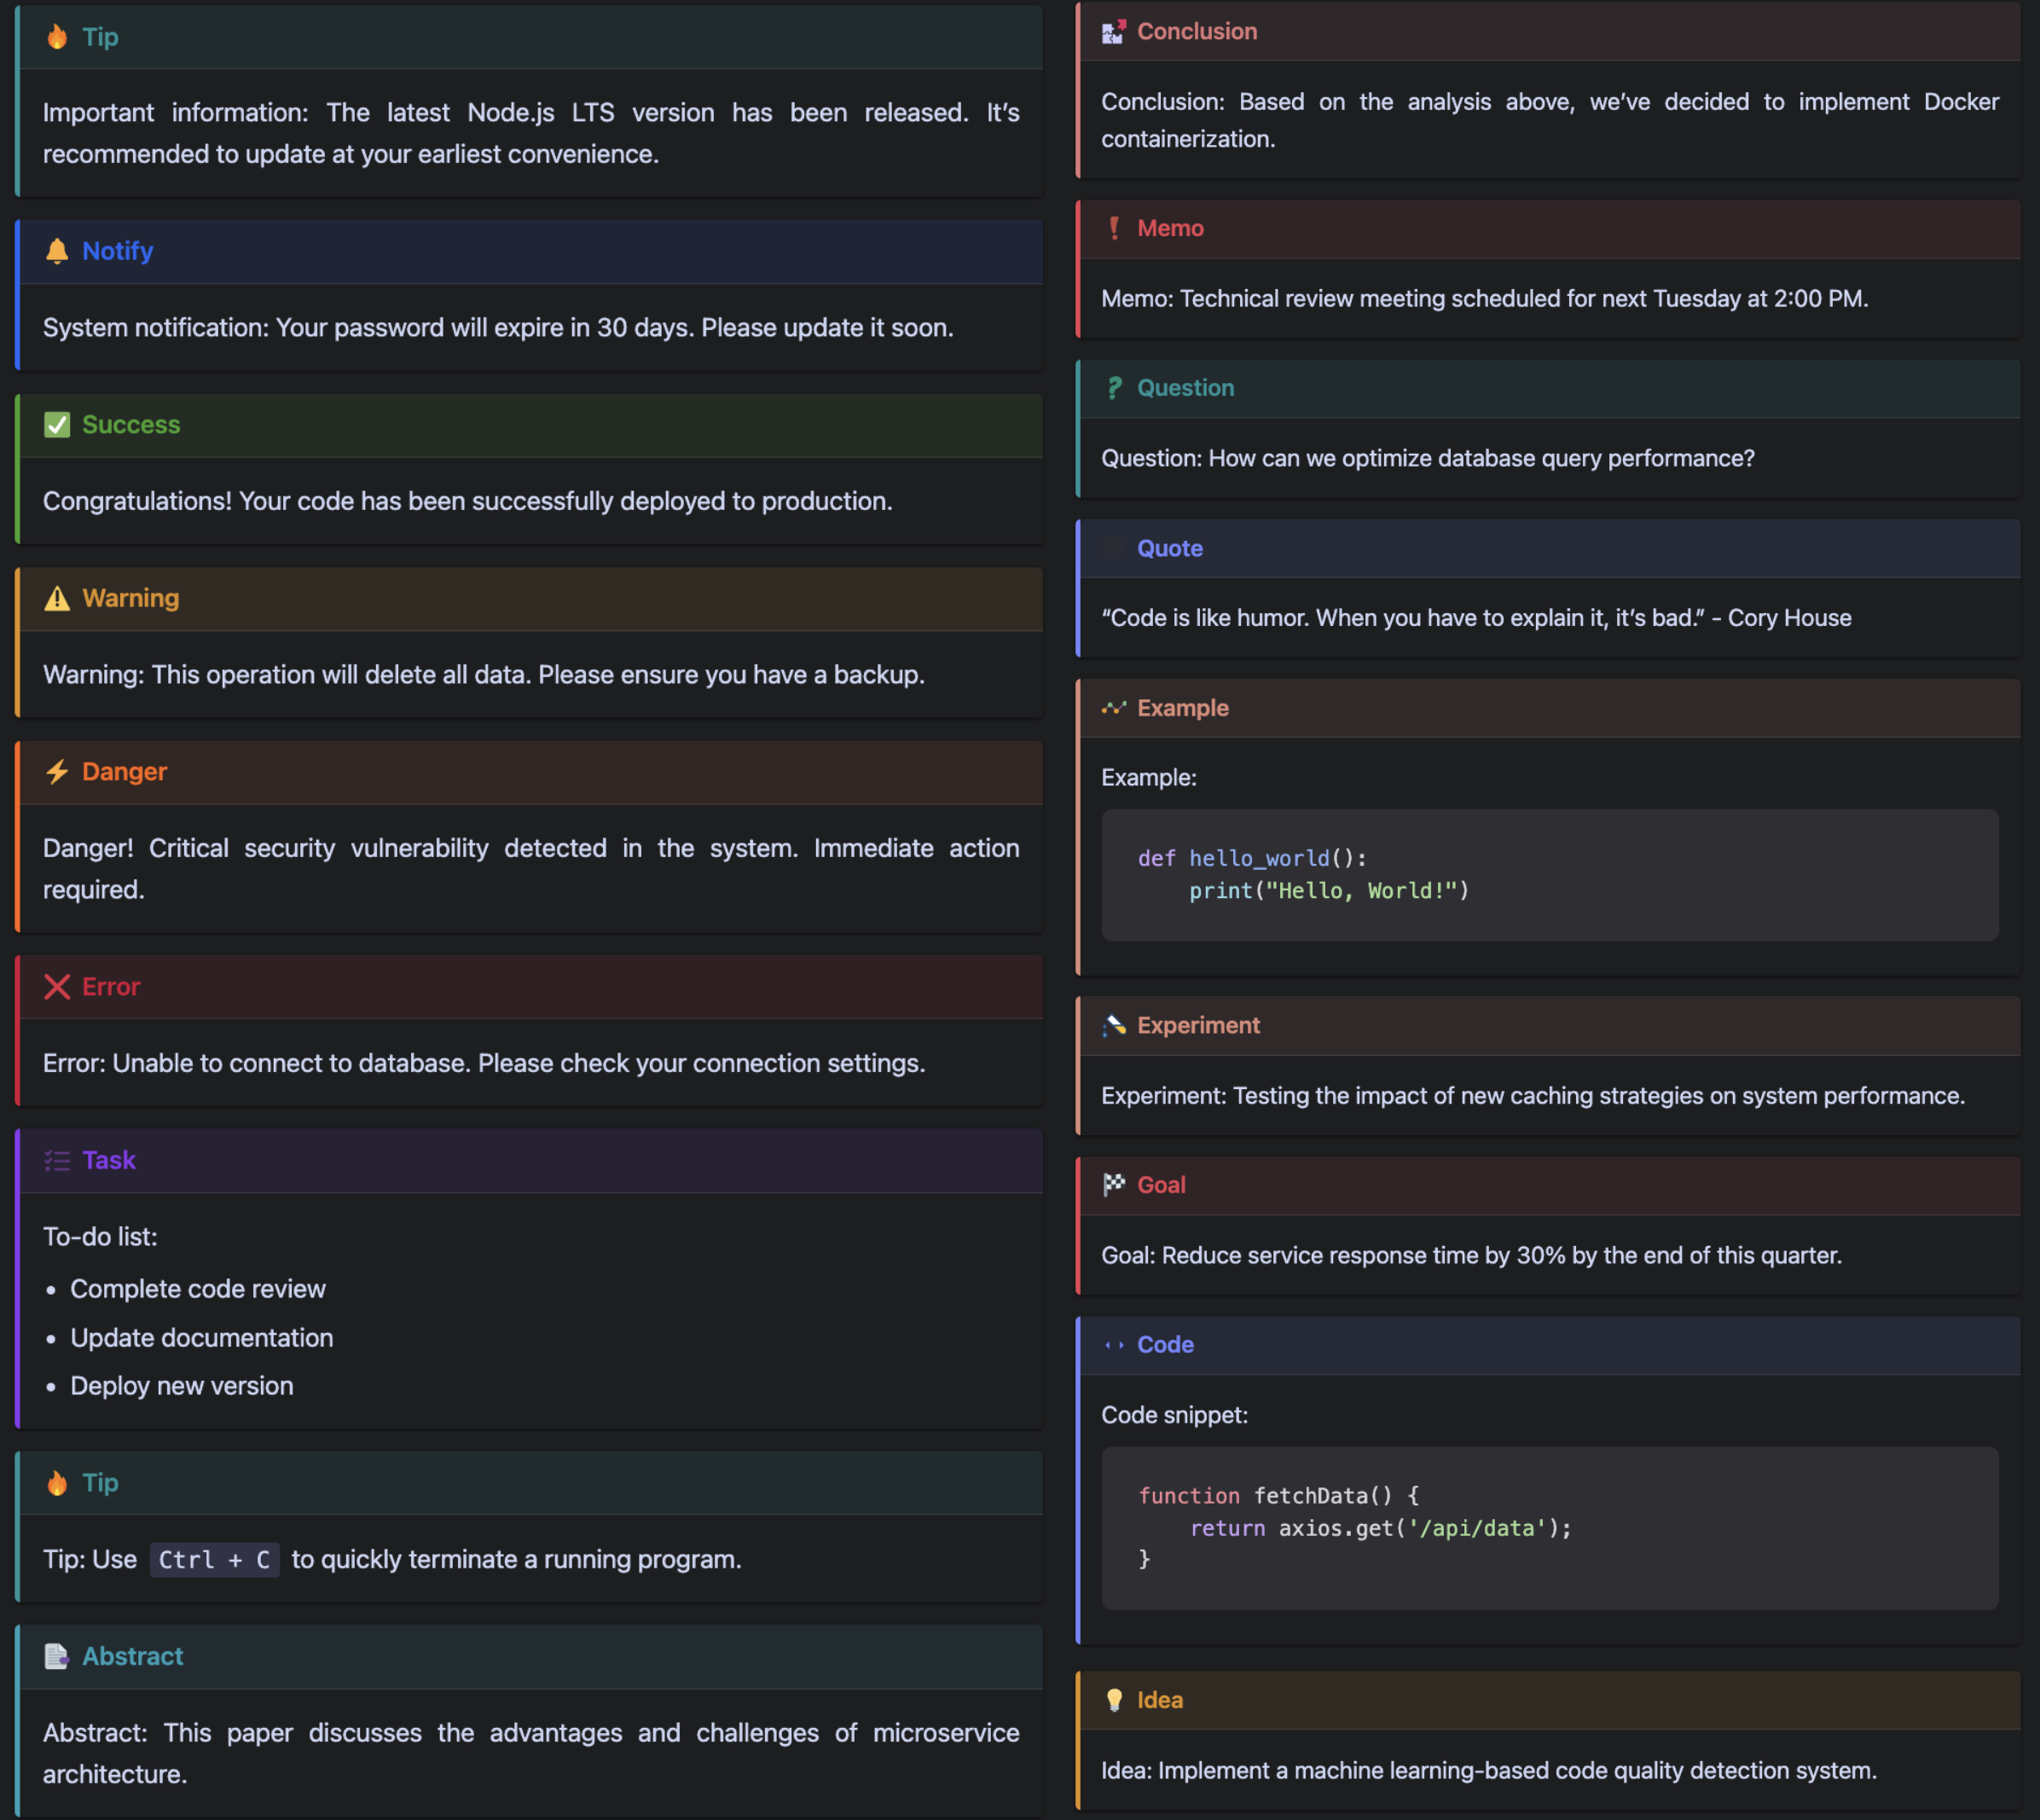 Tip
Important information: The latest Node.js LTS version has been released. It’s
recommended to update at your earliest convenience.
Notify
System notification: Your password will expire in 30 days. Please update it soon.
Success
Congratulations! Your code has been successfully deployed to production.
Warning
Warning: This operation will delete all data. Please ensure you have a backup.
Danger
Danger! Critical security vulnerability detected in the system. Immediate action
required.
Error
Error: Unable to connect to database. Please check your connection settings.
Task
To-do list:
• Complete code review
• Update documentation
• Deploy new version
Tip
Tip: Use Ctrl + C to quickly terminate a running program.
Abstract
Abstract: This paper discusses the advantages and challenges of microservice
architecture.
Conclusion
Conclusion: Based on the analysis above, we’ve decided to implement Docker
containerization.
Memo
Memo: Technical review meeting scheduled for next Tuesday at 2:00 PM.
Question
Question: How can we optimize database query performance?
Quote
“Code is like humor. When you have to explain it, it’s bad.” - Cory House
Example
Example:
def hello_world():
    print("Hello, World!")
Experiment
Experiment: Testing the impact of new caching strategies on system performance.
Goal
Goal: Reduce service response time by 30% by the end of this quarter.
Code
Code snippet:
function fetchData() {
    return axios.get('/api/data');
}
Idea
Idea: Implement a machine learning-based code quality detection system.